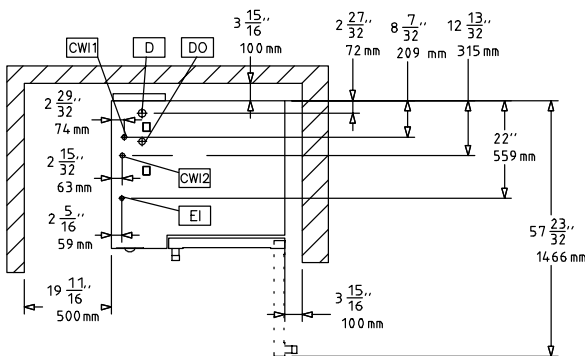 3 15/16" 100 mm
2 27/32" 72 mm
8 7/32" 209 mm
12 13/32" 315 mm
CWI1
D
DO
2 29/32" 74 mm
2 15/32" 63 mm
CWI2
22" 559 mm
2 5/16" 59 mm
EI
57 23/32" 1466 mm
19 11/16" 500 mm
3 15/16" 100 mm